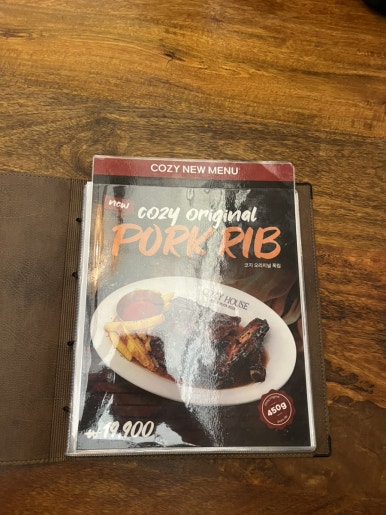 COZY NEW MENU
new
cozy original
PORK RIB
코지 오리지널 폭립
HOUSE
450g
₩ 19,900